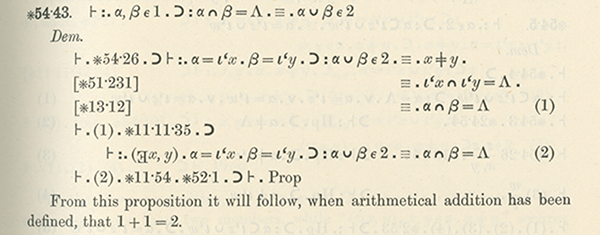 ✱54·43. ⊢ :. α, β ε 1 . ⊃ : α ∩ β = Λ . ≡ . α ∪ β ε 2
Dem.
⊢ . ✱54·26 . ⊃ ⊢ :. α = ι‘x . β = ι‘y . ⊃ : α ∪ β ε 2 . ≡ . x ≠ y .
[✱51·231] ≡ . ι‘x ∩ ι‘y = Λ .
[✱13·12] ≡ . α ∩ β = Λ (1)
⊢ . (1) . ✱11·11·35 . ⊃
⊢ :. (∃x, y) . α = ι‘x . β = ι‘y . ⊃ : α ∪ β ε 2 . ≡ . α ∩ β = Λ (2)
⊢ . (2) . ✱11·54 . ✱52·1 . ⊃ ⊢ . Prop
From this proposition it will follow, when arithmetical addition has been
defined, that 1 + 1 = 2.